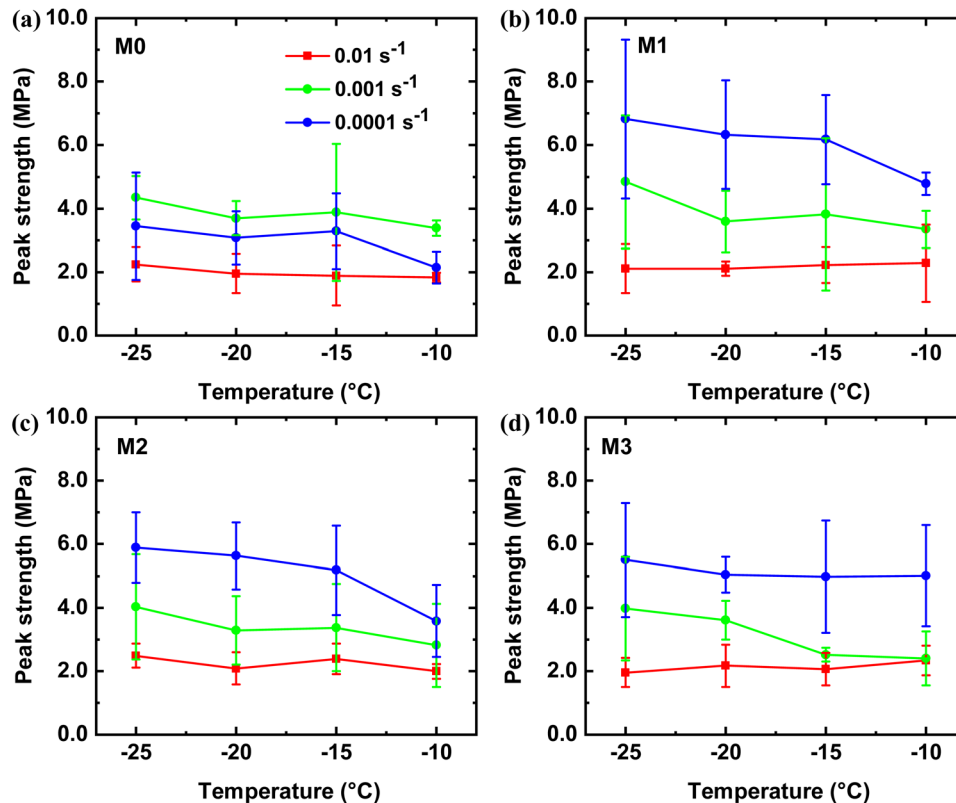 (a)
M0
0.01 s⁻¹
0.001 s⁻¹
0.0001 s⁻¹
10.0
8.0
6.0
4.0
2.0
0.0
Peak strength (MPa)
-25 -20 -15 -10
Temperature (°C)
(b)
M1
10.0
8.0
6.0
4.0
2.0
0.0
Peak strength (MPa)
-25 -20 -15 -10
Temperature (°C)
(c)
M2
10.0
8.0
6.0
4.0
2.0
0.0
Peak strength (MPa)
-25 -20 -15 -10
Temperature (°C)
(d)
M3
10.0
8.0
6.0
4.0
2.0
0.0
Peak strength (MPa)
-25 -20 -15 -10
Temperature (°C)